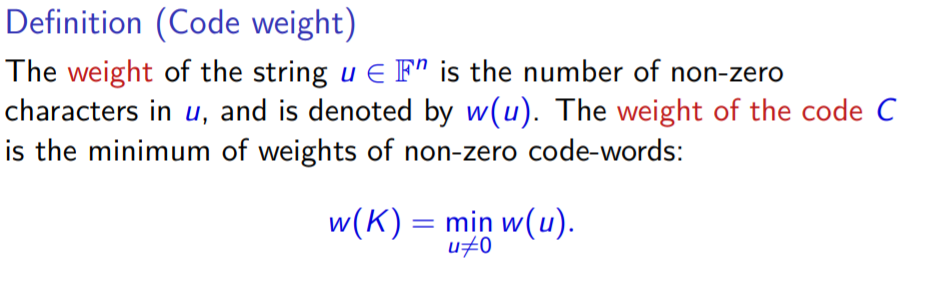 Definition (Code weight)
The weight of the string u ∈ 𝔽ⁿ is the number of non-zero
characters in u, and is denoted by w(u). The weight of the code C
is the minimum of weights of non-zero code-words:
w(K) = min w(u).
u≠0